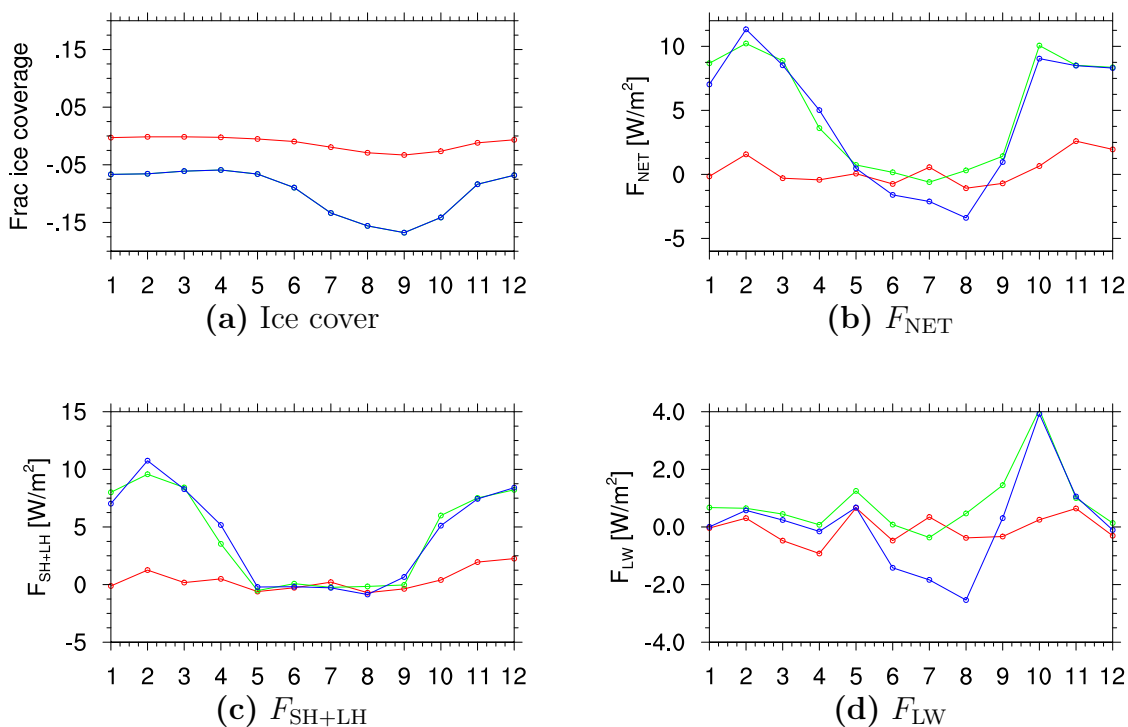 Frac ice coverage
.15
.05
-.05
-.15
1 2 3 4 5 6 7 8 9 10 11 12
(a) Ice cover
F_NET [W/m²]
10
5
0
-5
1 2 3 4 5 6 7 8 9 10 11 12
(b) F_NET
F_SH+LH [W/m²]
15
10
5
0
-5
1 2 3 4 5 6 7 8 9 10 11 12
(c) F_SH+LH
F_LW [W/m²]
4.0
2.0
0.0
-2.0
-4.0
1 2 3 4 5 6 7 8 9 10 11 12
(d) F_LW